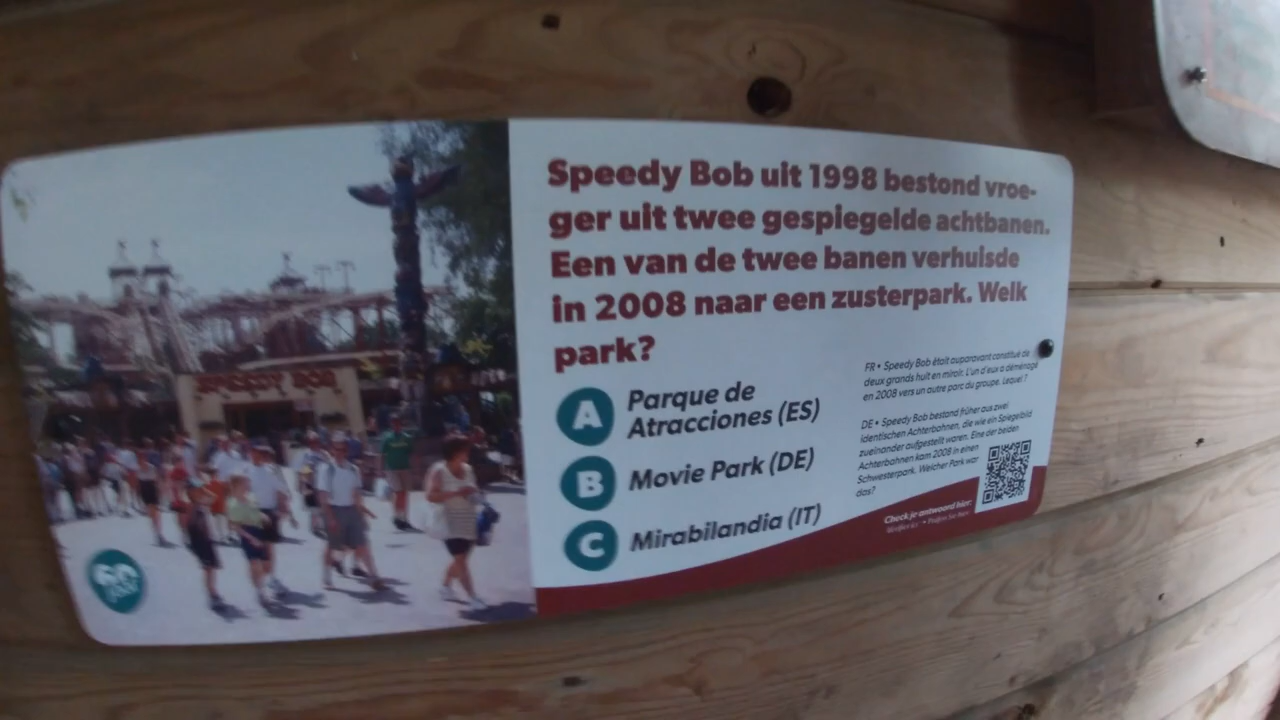 Speedy Bob uit 1998 bestond vroe-
ger uit twee gespiegelde achtbanen.
Een van de twee banen verhuisde
in 2008 naar een zusterpark. Welk
park?
A Parque de
Atracciones (ES)
B Movie Park (DE)
C Mirabilandia (IT)
FR • Speedy Bob était auparavant constitué de
deux grands huit en miroir. L'un d'eux a déménagé
en 2008 vers un autre parc du groupe. Lequel ?
DE • Speedy Bob bestand früher aus zwei
identischen Achterbahnen, die wie ein Spiegelbild
zueinander aufgestellt waren. Eine der beiden
Achterbahnen kam 2008 in einen
Schwesterpark. Welcher Park war
das?
Check je antwoord hier:
SPEEDY BOB
60